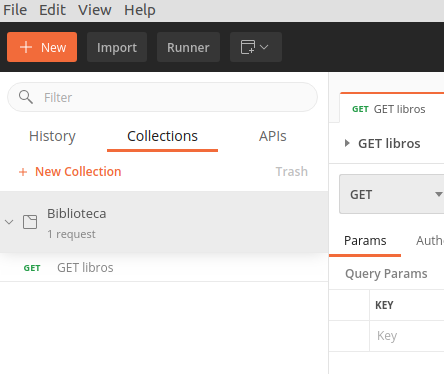 File Edit View Help
+ New Import Runner
Filter
History Collections APIs
+ New Collection Trash
Biblioteca
1 request
GET GET libros
GET GET libros
GET libros
GET
Params Auth
Query Params
KEY
Key